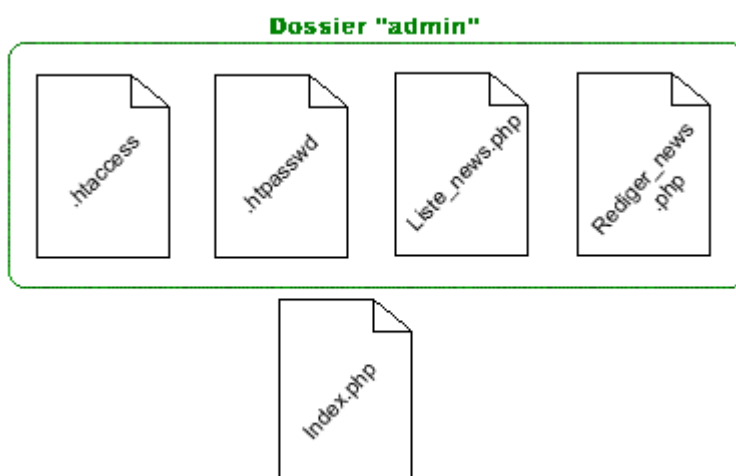 Dossier "admin"
.htaccess
.htpasswd
Liste_news.php
Rediger_news
.php
Index.php